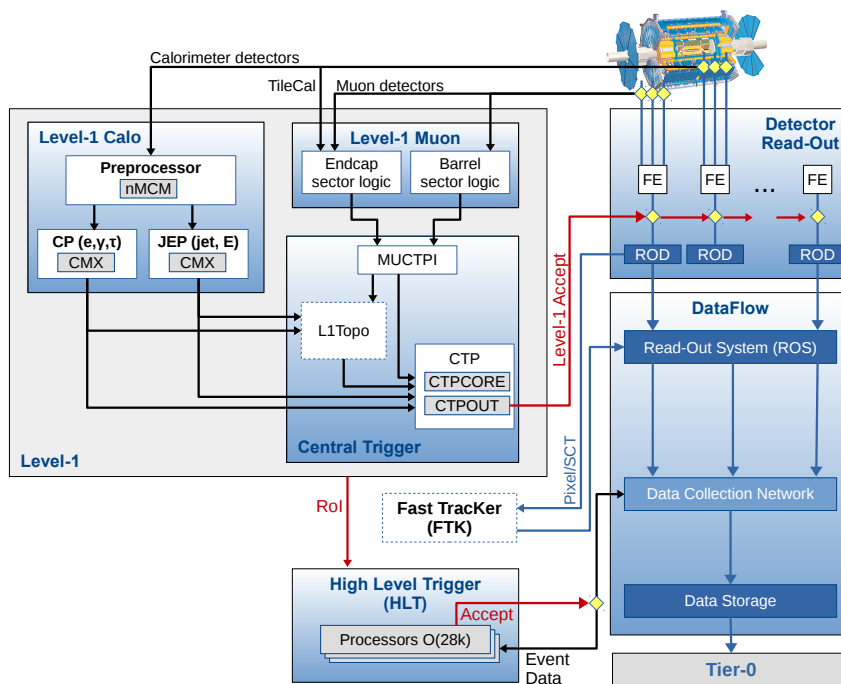 Calorimeter detectors
TileCal
Muon detectors
Level-1 Calo
Preprocessor
nMCM
CP (e,γ,τ)
CMX
JEP (jet, E)
CMX
Level-1 Muon
Endcap
sector logic
Barrel
sector logic
MUCTPI
L1Topo
CTP
CTPCORE
CTPOUT
Central Trigger
Level-1
Level-1 Accept
Detector
Read-Out
FE
FE
...
FE
ROD
ROD
ROD
DataFlow
Read-Out System (ROS)
Pixel/SCT
Data Collection Network
Data Storage
Tier-0
RoI
Fast TracKer
(FTK)
High Level Trigger
(HLT)
Accept
Processors O(28k)
Event
Data